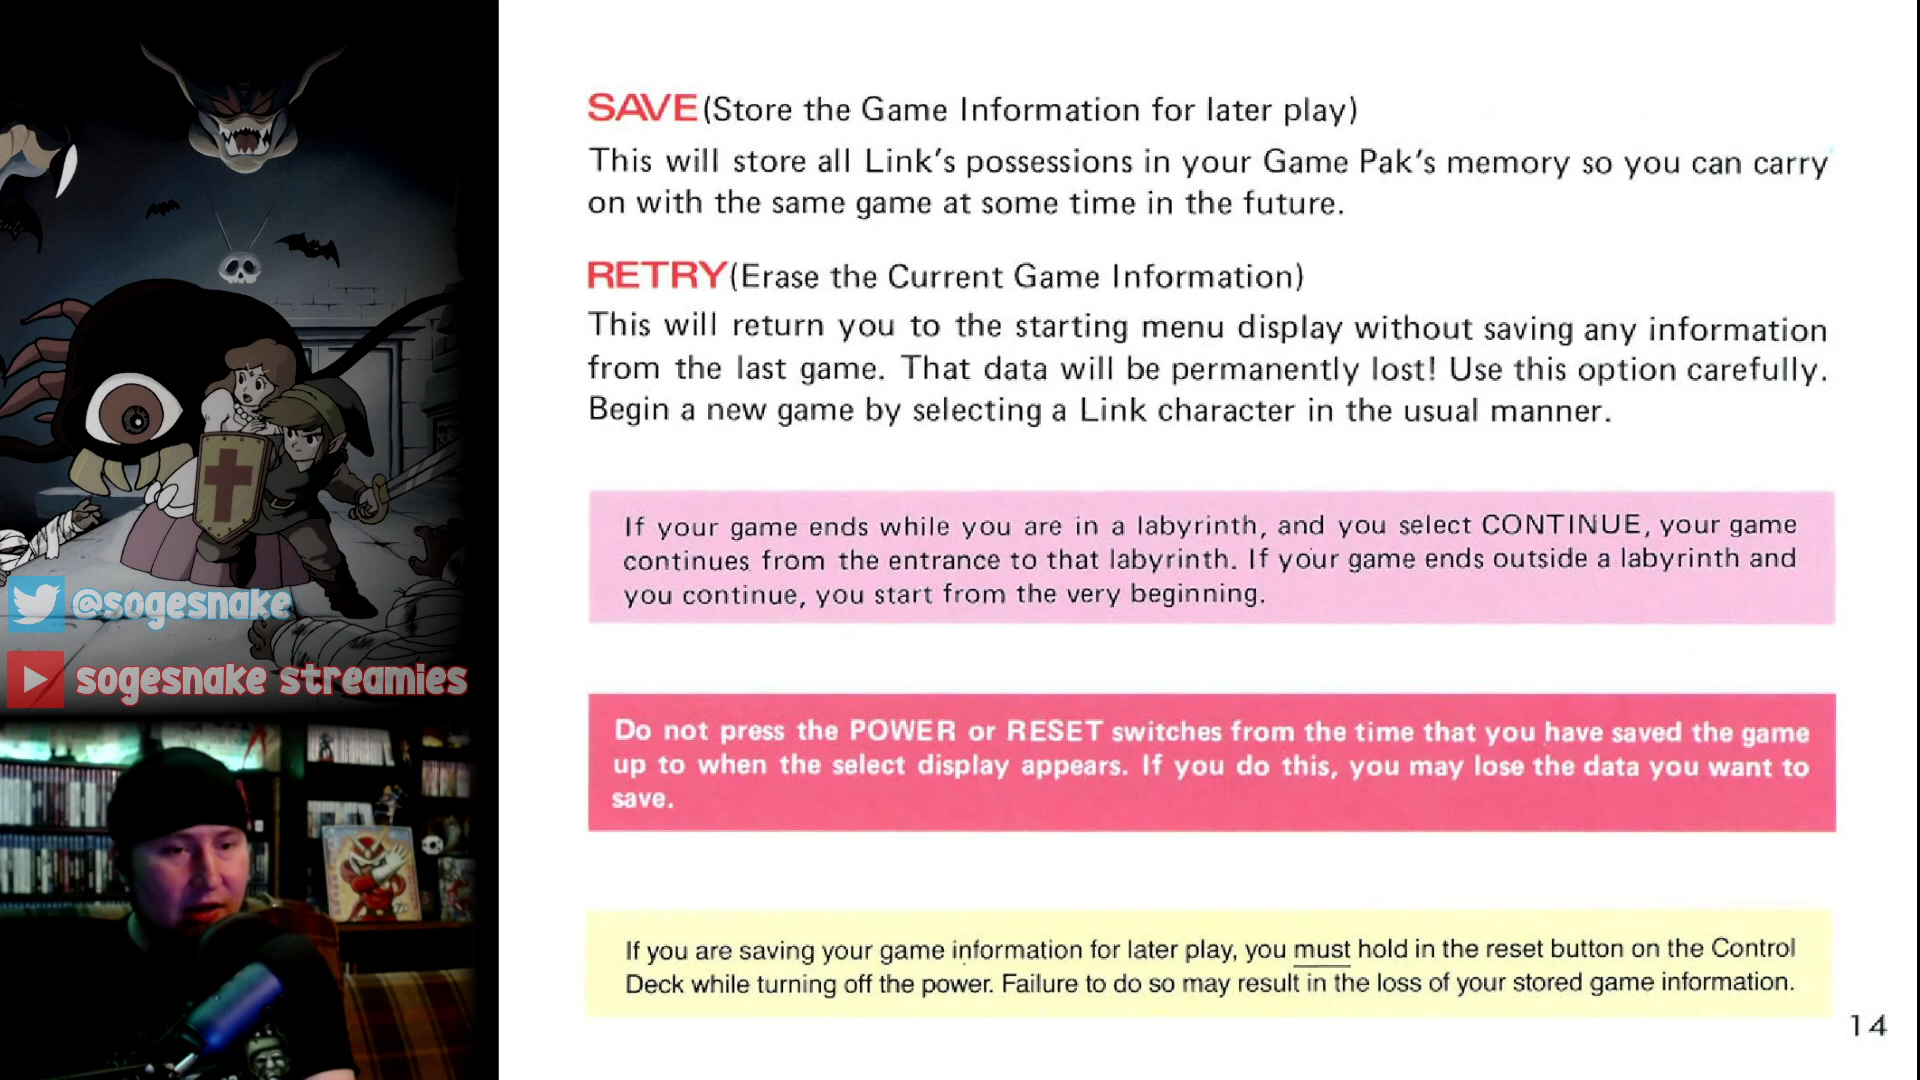 SAVE(Store the Game Information for later play)
This will store all Link's possessions in your Game Pak's memory so you can carry
on with the same game at some time in the future.
RETRY(Erase the Current Game Information)
This will return you to the starting menu display without saving any information
from the last game. That data will be permanently lost! Use this option carefully.
Begin a new game by selecting a Link character in the usual manner.
If your game ends while you are in a labyrinth, and you select CONTINUE, your game
continues from the entrance to that labyrinth. If your game ends outside a labyrinth and
you continue, you start from the very beginning.
Do not press the POWER or RESET switches from the time that you have saved the game
up to when the select display appears. If you do this, you may lose the data you want to
save.
If you are saving your game information for later play, you must hold in the reset button on the Control
Deck while turning off the power. Failure to do so may result in the loss of your stored game information.
14
@sogesnake
sogesnake streamies